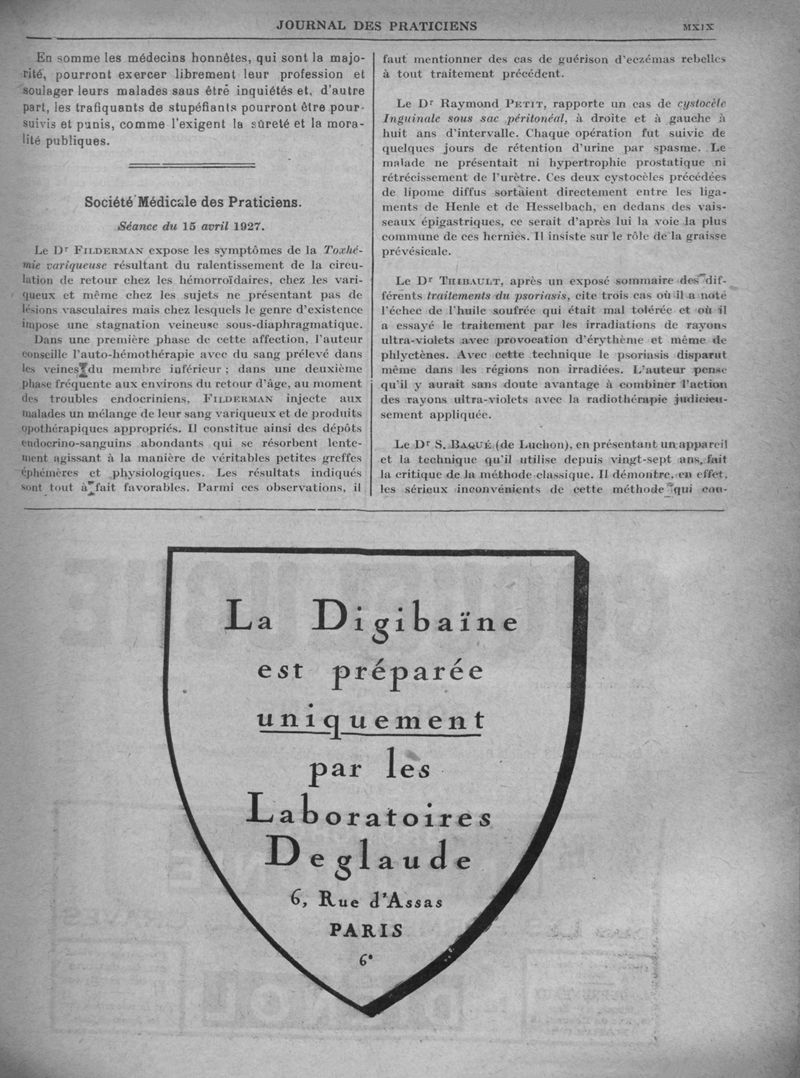 JOURNAL DES PRATICIENS
MXIX
En somme les médecins honnêtes, qui sont la majo-
rité, pourront exercer librement leur profession et
soulager leurs malades saus être inquiétés et, d'autre
part, les trafiquants de stupéfiants pourront être pour-
suivis et punis, comme l'exigent la sûreté et la mora-
lité publiques.
Société Médicale des Praticiens.
Séance du 15 avril 1927.
Le Dr FILDERMAN expose les symptômes de la Toxhé-
mie variqueuse résultant du ralentissement de la circu-
lation de retour chez les hémorroïdaires, chez les vari-
queux et même chez les sujets ne présentant pas de
lésions vasculaires mais chez lesquels le genre d'existence
impose une stagnation veineuse sous-diaphragmatique.
Dans une première phase de cette affection, l'auteur
conseille l'auto-hémothérapie avec du sang prélevé dans
les veines du membre inférieur ; dans une deuxième
phase fréquente aux environs du retour d'âge, au moment
des troubles endocriniens, FILDERMAN injecte aux
malades un mélange de leur sang variqueux et de produits
opothérapiques appropriés. Il constitue ainsi des dépôts
endocrino-sanguins abondants qui se résorbent lente-
ment agissant à la manière de véritables petites greffes
éphémères et physiologiques. Les résultats indiqués
sont tout à fait favorables. Parmi ces observations, il
faut mentionner des cas de guérison d'eczémas rebelles
à tout traitement précédent.
Le Dr Raymond PETIT, rapporte un cas de cystocèle
Inguinale sous sac péritonéal, à droite et à gauche à
huit ans d'intervalle. Chaque opération fut suivie de
quelques jours de rétention d'urine par spasme. Le
malade ne présentait ni hypertrophie prostatique ni
rétrécissement de l'urètre. Ces deux cystocèles précédées
de lipome diffus sortaient directement entre les liga-
ments de Henle et de Hesselbach, en dedans des vais-
seaux épigastriques, ce serait d'après lui la voie la plus
commune de ces hernies. Il insiste sur le rôle de la graisse
prévésicale.
Le Dr THIBAULT, après un exposé sommaire des dif-
férents traitements du psoriasis, cite trois cas où il a noté
l'échec de l'huile soufrée qui était mal tolérée et où il
a essayé le traitement par les irradiations de rayons
ultra-violets avec provocation d'érythème et même de
phlyctènes. Avec cette technique le psoriasis disparut
même dans les régions non irradiées. L'auteur pense
qu'il y aurait sans doute avantage à combiner l'action
des rayons ultra-violets avec la radiothérapie judicieu-
sement appliquée.
Le Dr S. BAQUÉ (de Luchon), en présentant un appareil
et la technique qu'il utilise depuis vingt-sept ans, fait
la critique de la méthode classique. Il démontre, en effet,
les sérieux inconvénients de cette méthode qui con-
La Digibaïne
est préparée
uniquement
par les
Laboratoires
Deglaude
6, Rue d'Assas
PARIS
6e